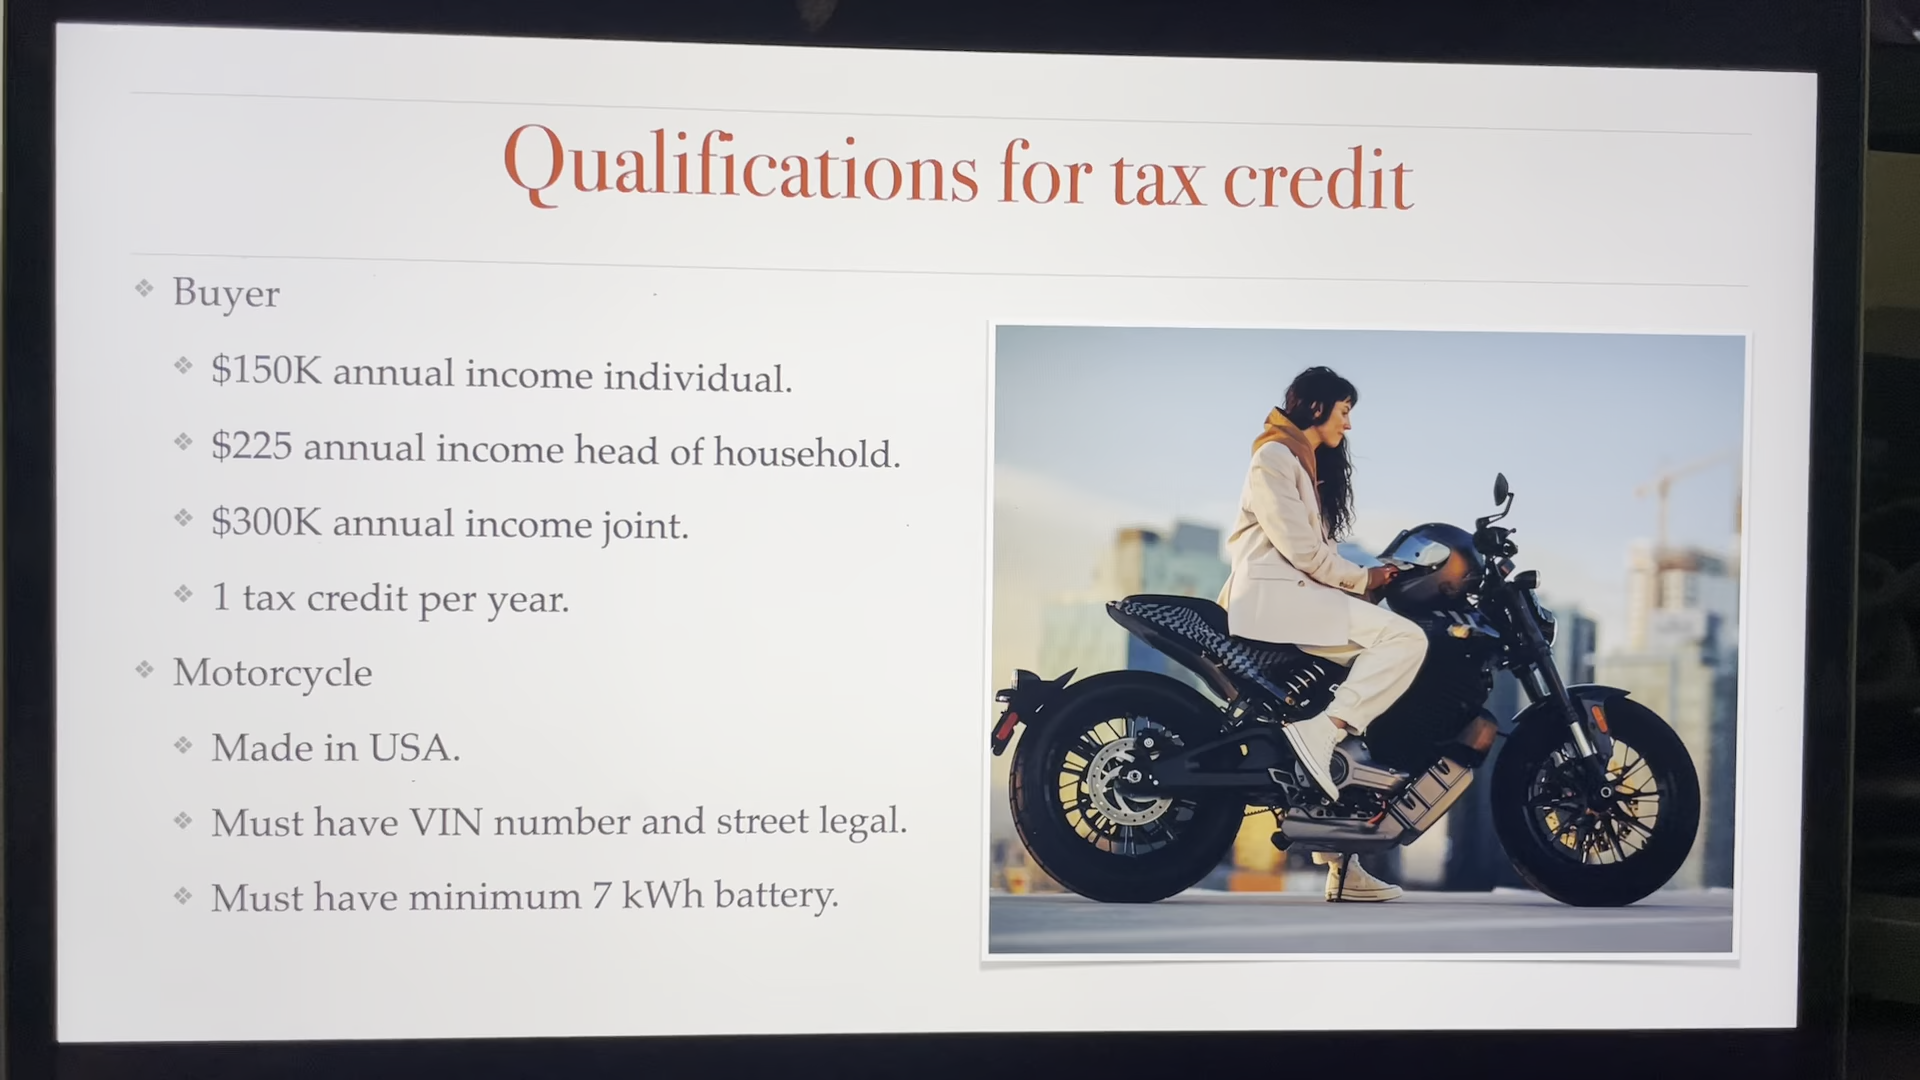 Qualifications for tax credit
Buyer
$150K annual income individual.
$225 annual income head of household.
$300K annual income joint.
1 tax credit per year.
Motorcycle
Made in USA.
Must have VIN number and street legal.
Must have minimum 7 kWh battery.